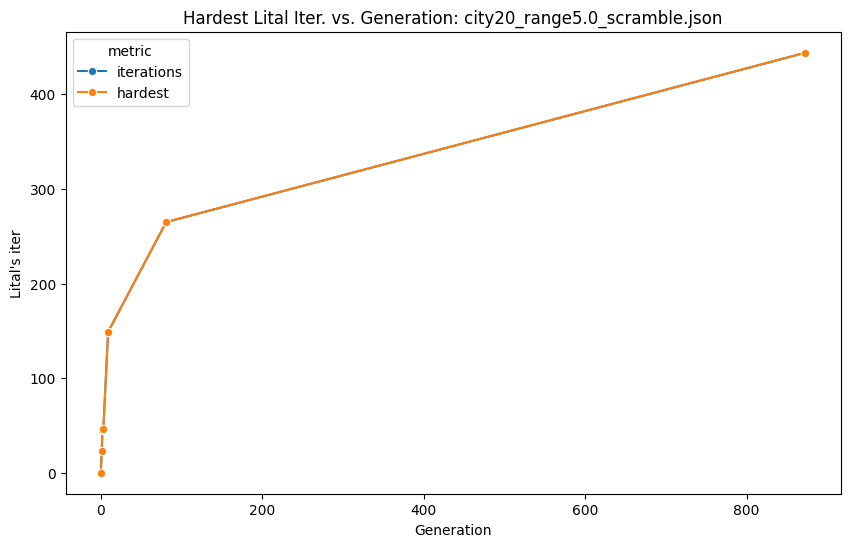 Hardest Lital Iter. vs. Generation: city20_range5.0_scramble.json
metric
iterations
hardest
400
300
200
100
0
Lital's iter
0 200 400 600 800
Generation